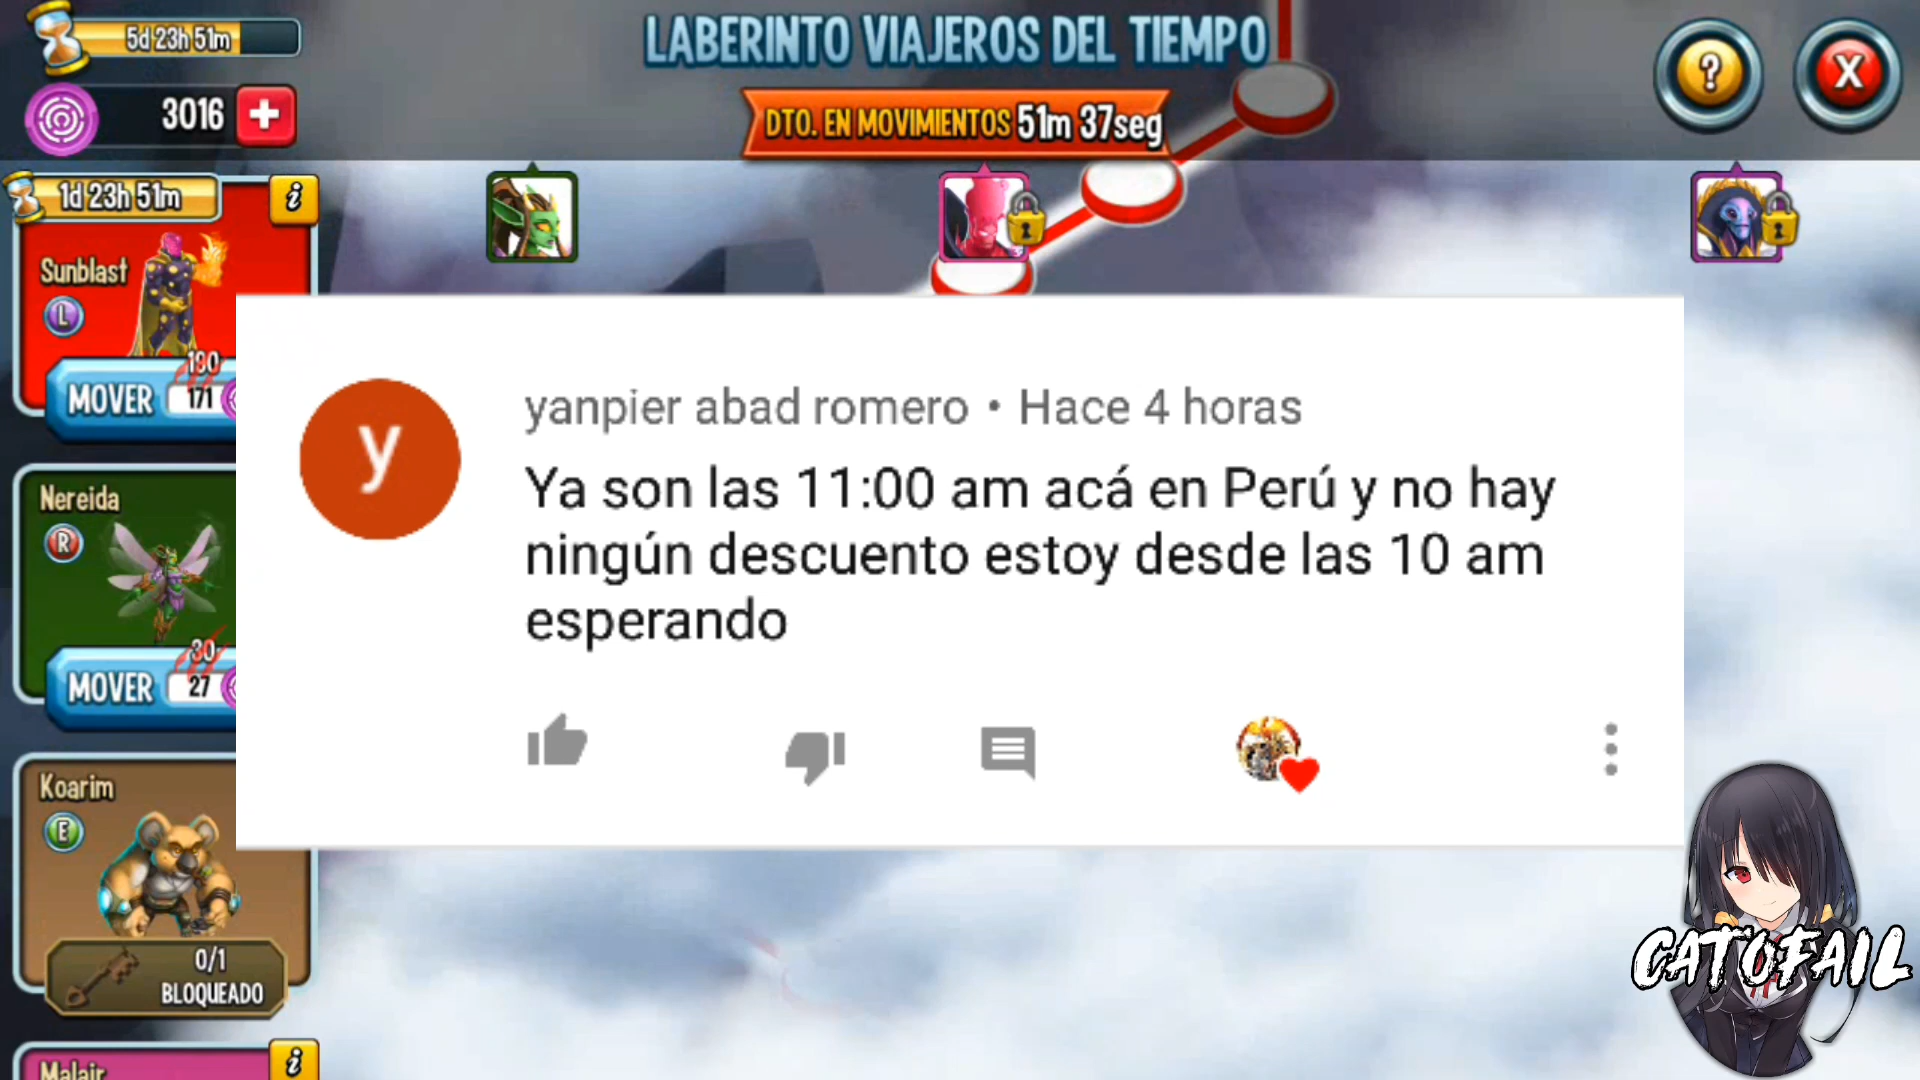 5d 23h 51m
LABERINTO VIAJEROS DEL TIEMPO
?
X
3016
DTO. EN MOVIMIENTOS 51m 37seg
1d 23h 51m
i
Sunblast
L
190
MOVER 171
Nereida
R
30
MOVER 27
Koarim
E
0/1
BLOQUEADO
Malair
i
y
yanpier abad romero • Hace 4 horas
Ya son las 11:00 am acá en Perú y no hay
ningún descuento estoy desde las 10 am
esperando
CATOFAIL